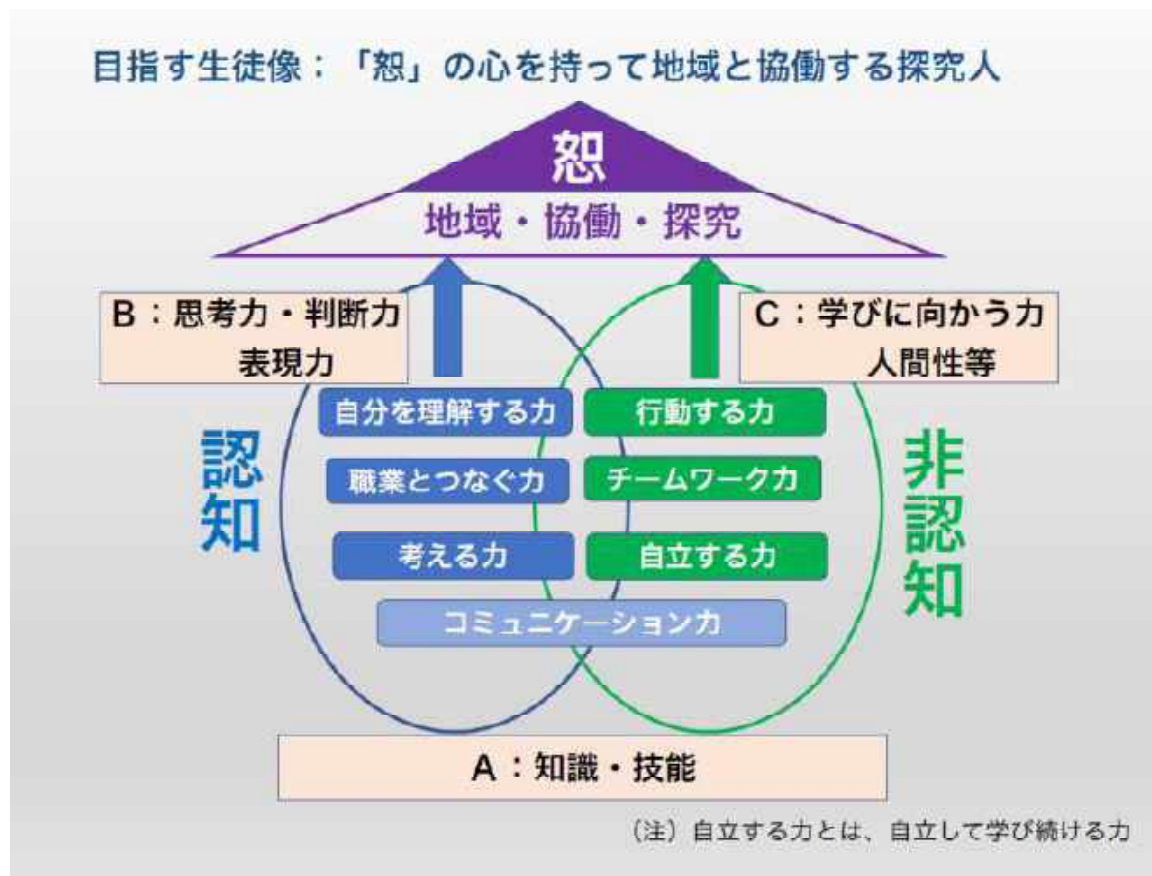 目指す生徒像：「恕」の心を持って地域と協働する探究人
恕
地域・協働・探究
B：思考力・判断力
表現力
C：学びに向かう力
人間性等
認知
非認知
自分を理解する力
行動する力
職業とつなぐ力
チームワーク力
考える力
自立する力
コミュニケーション力
A：知識・技能
（注）自立する力とは、自立して学び続ける力